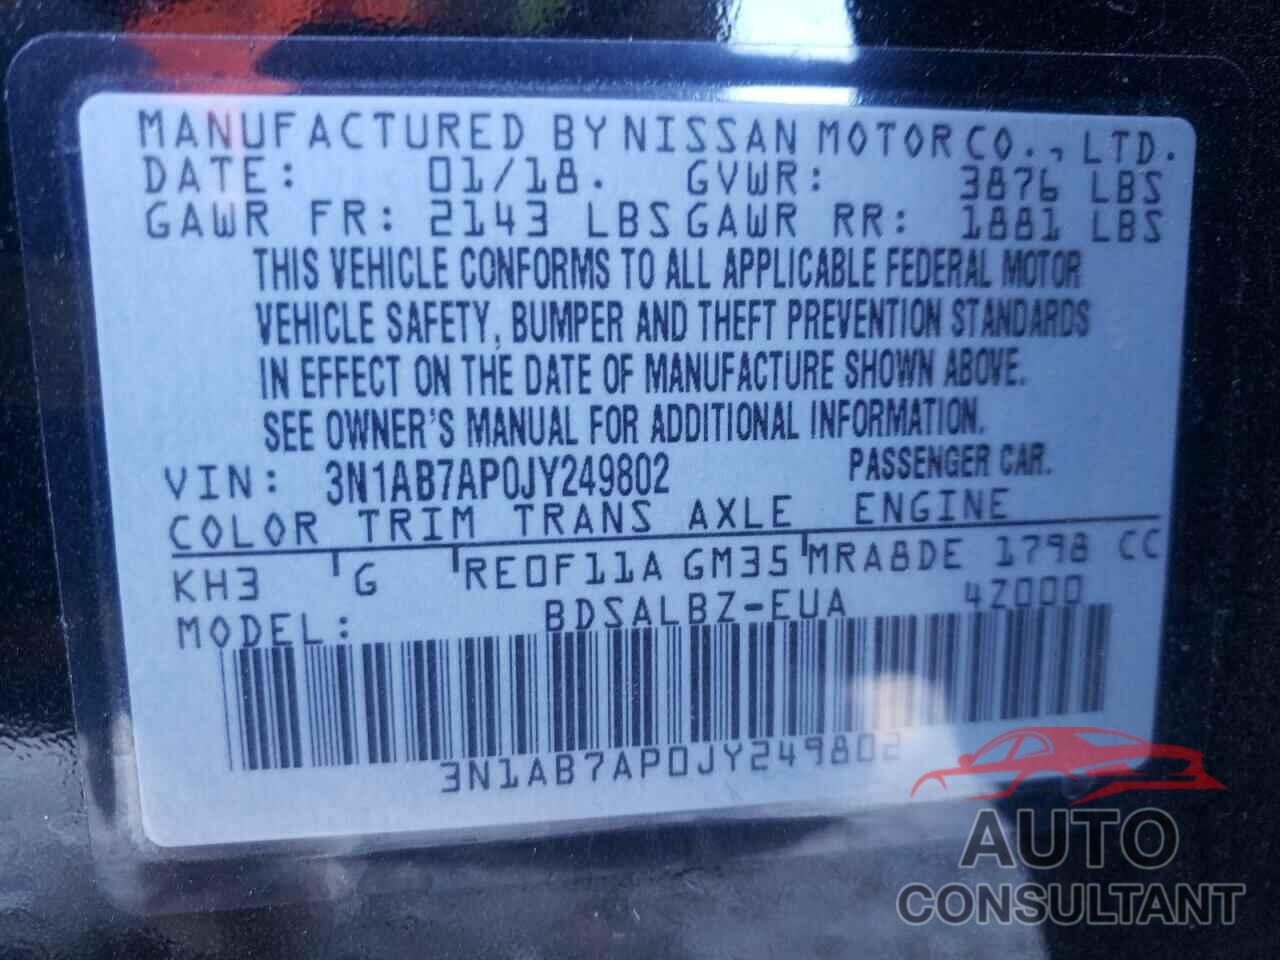 MANUFACTURED BY NISSAN MOTOR CO., LTD.
DATE: 01/18. GVWR: 3876 LBS
GAWR FR: 2143 LBS GAWR RR: 1881 LBS
THIS VEHICLE CONFORMS TO ALL APPLICABLE FEDERAL MOTOR
VEHICLE SAFETY, BUMPER AND THEFT PREVENTION STANDARDS
IN EFFECT ON THE DATE OF MANUFACTURE SHOWN ABOVE.
SEE OWNER'S MANUAL FOR ADDITIONAL INFORMATION.
VIN: 3N1AB7AP0JY249802 PASSENGER CAR.
COLOR TRIM TRANS AXLE ENGINE
KH3 G RE0F11A GM35 MRA8DE 1798 CC
MODEL: BDSALBZ-EUA 4Z000
3N1AB7AP0JY249802
AUTO
CONSULTANT